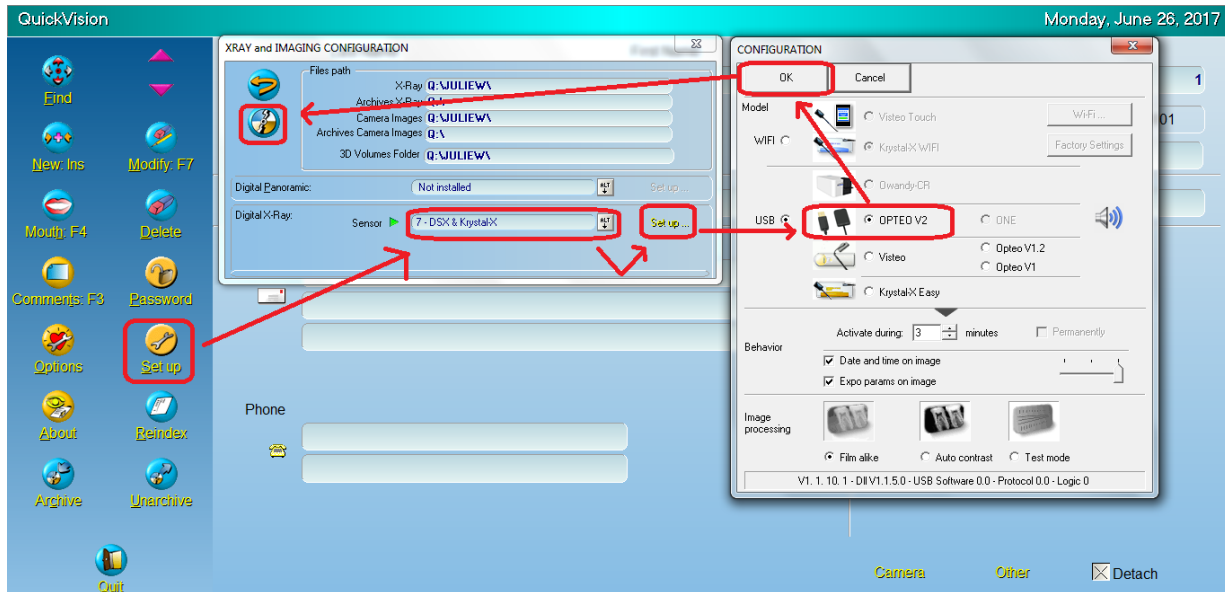 QuickVision
Monday, June 26, 2017
Find
New: Ins
Modify: F7
Mouth: F4
Delete
Comments: F3
Password
Options
Set up
About
Reindex
Archive
Unarchive
Quit
XRAY and IMAGING CONFIGURATION
Files path
X-Ray Q:\JULIEW\
Archives X-Ray Q:\
Camera Images Q:\JULIEW\
Archives Camera Images Q:\
3D Volumes Folder Q:\JULIEW\
Digital Panoramic: Not installed ALT Set up ...
Digital X-Ray: Sensor 7 - DSX & Krystal-X ALT Set up ...
Phone
CONFIGURATION
OK Cancel
Model
Visteo Touch Wi-Fi ...
WIFI Krystal-X WIFI Factory Settings
Owandy-CR
USB OPTEO V2 ONE
Visteo
Opteo V1.2
Opteo V1
Krystal-X Easy
Behavior
Activate during: 3 minutes Permanently
Date and time on image
Expo params on image
Image processing
Film alike Auto contrast Test mode
V1. 1. 10. 1 - Dll V1.1.5.0 - USB Software 0.0 - Protocol 0.0 - Logic 0
1
01
Camera Other Detach